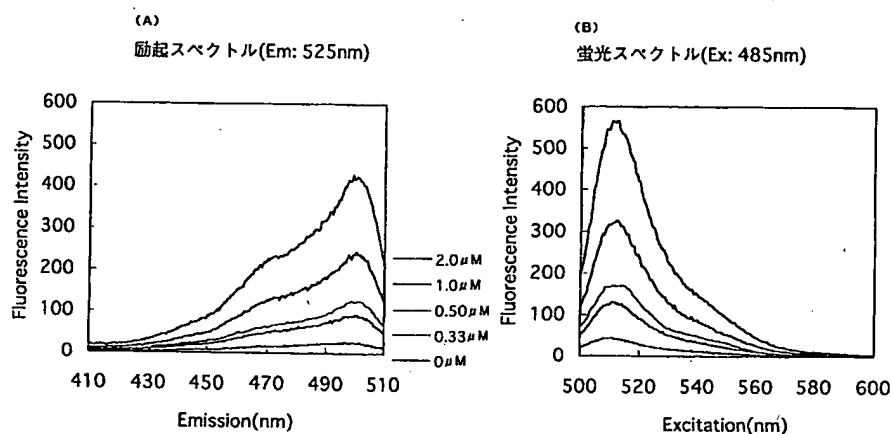 (A)
励起スペクトル(Em: 525nm)
Fluorescence Intensity
600
500
400
300
200
100
0
410 430 450 470 490 510
Emission(nm)
2.0μM
1.0μM
0.50μM
0.33μM
0μM
(B)
蛍光スペクトル(Ex: 485nm)
Fluorescence Intensity
600
500
400
300
200
100
0
500 520 540 560 580 600
Excitation(nm)